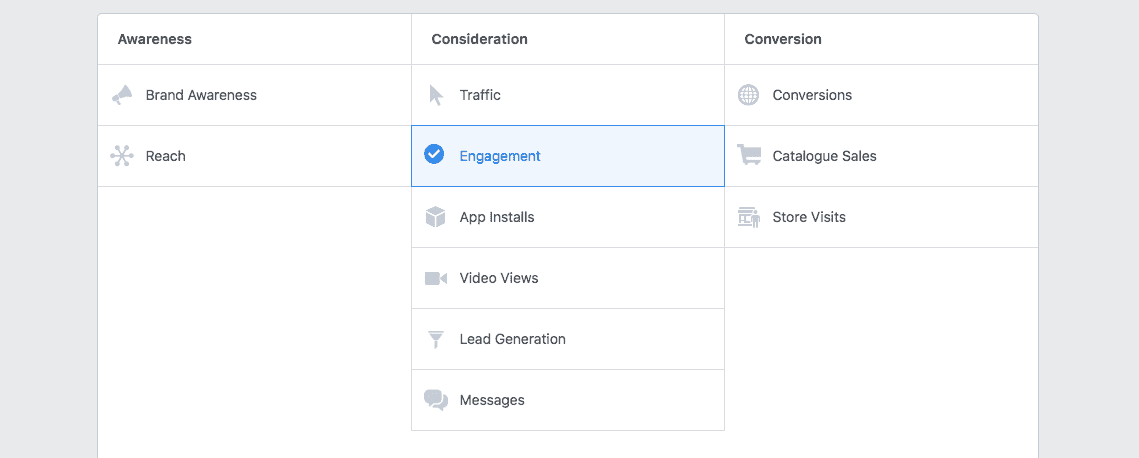 Awareness
Consideration
Conversion
Brand Awareness
Traffic
Conversions
Reach
Engagement
Catalogue Sales
App Installs
Store Visits
Video Views
Lead Generation
Messages